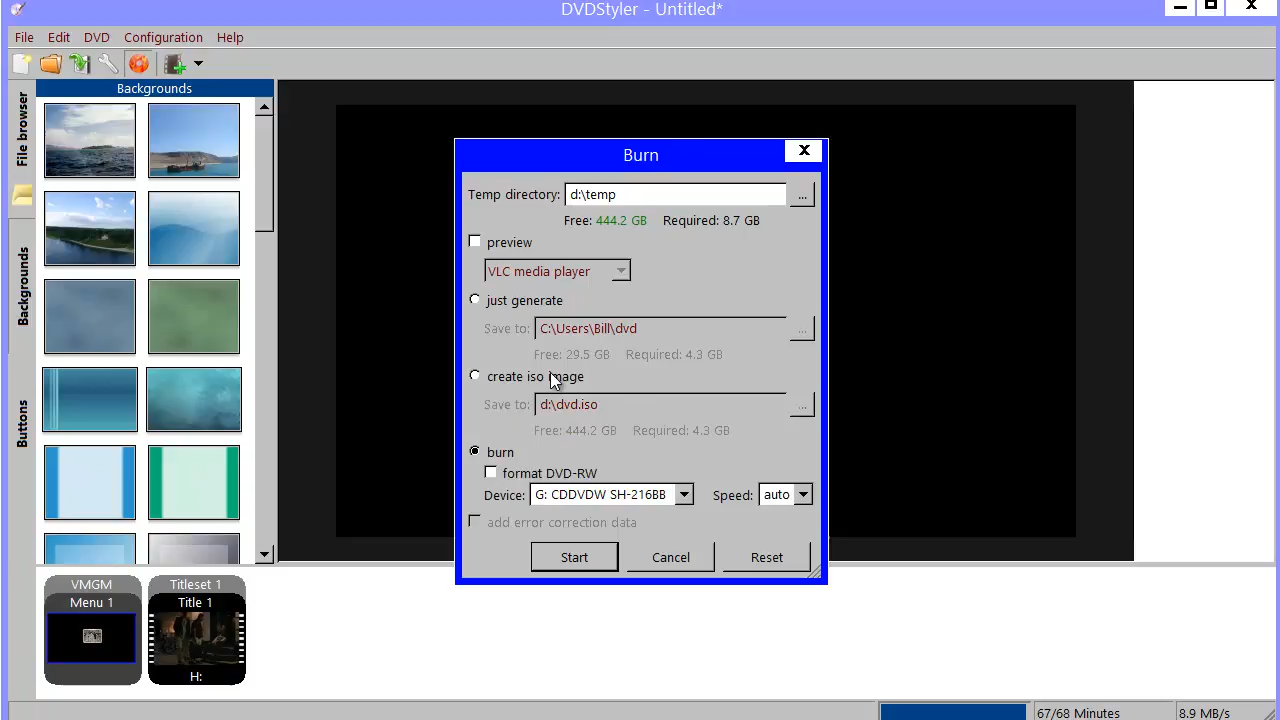 DVDStyler - Untitled*
File Edit DVD Configuration Help
File browser
Backgrounds
Buttons
Backgrounds
Burn
X
Temp directory: d:\temp ...
Free: 444.2 GB Required: 8.7 GB
preview
VLC media player
just generate
Save to: C:\Users\Bill\dvd ...
Free: 29.5 GB Required: 4.3 GB
create iso image
Save to: d:\dvd.iso ...
Free: 444.2 GB Required: 4.3 GB
burn
format DVD-RW
Device: G: CDDVDW SH-216BB Speed: auto
add error correction data
Start Cancel Reset
VMGM
Menu 1
Titleset 1
Title 1
H:
67/68 Minutes 8.9 MB/s